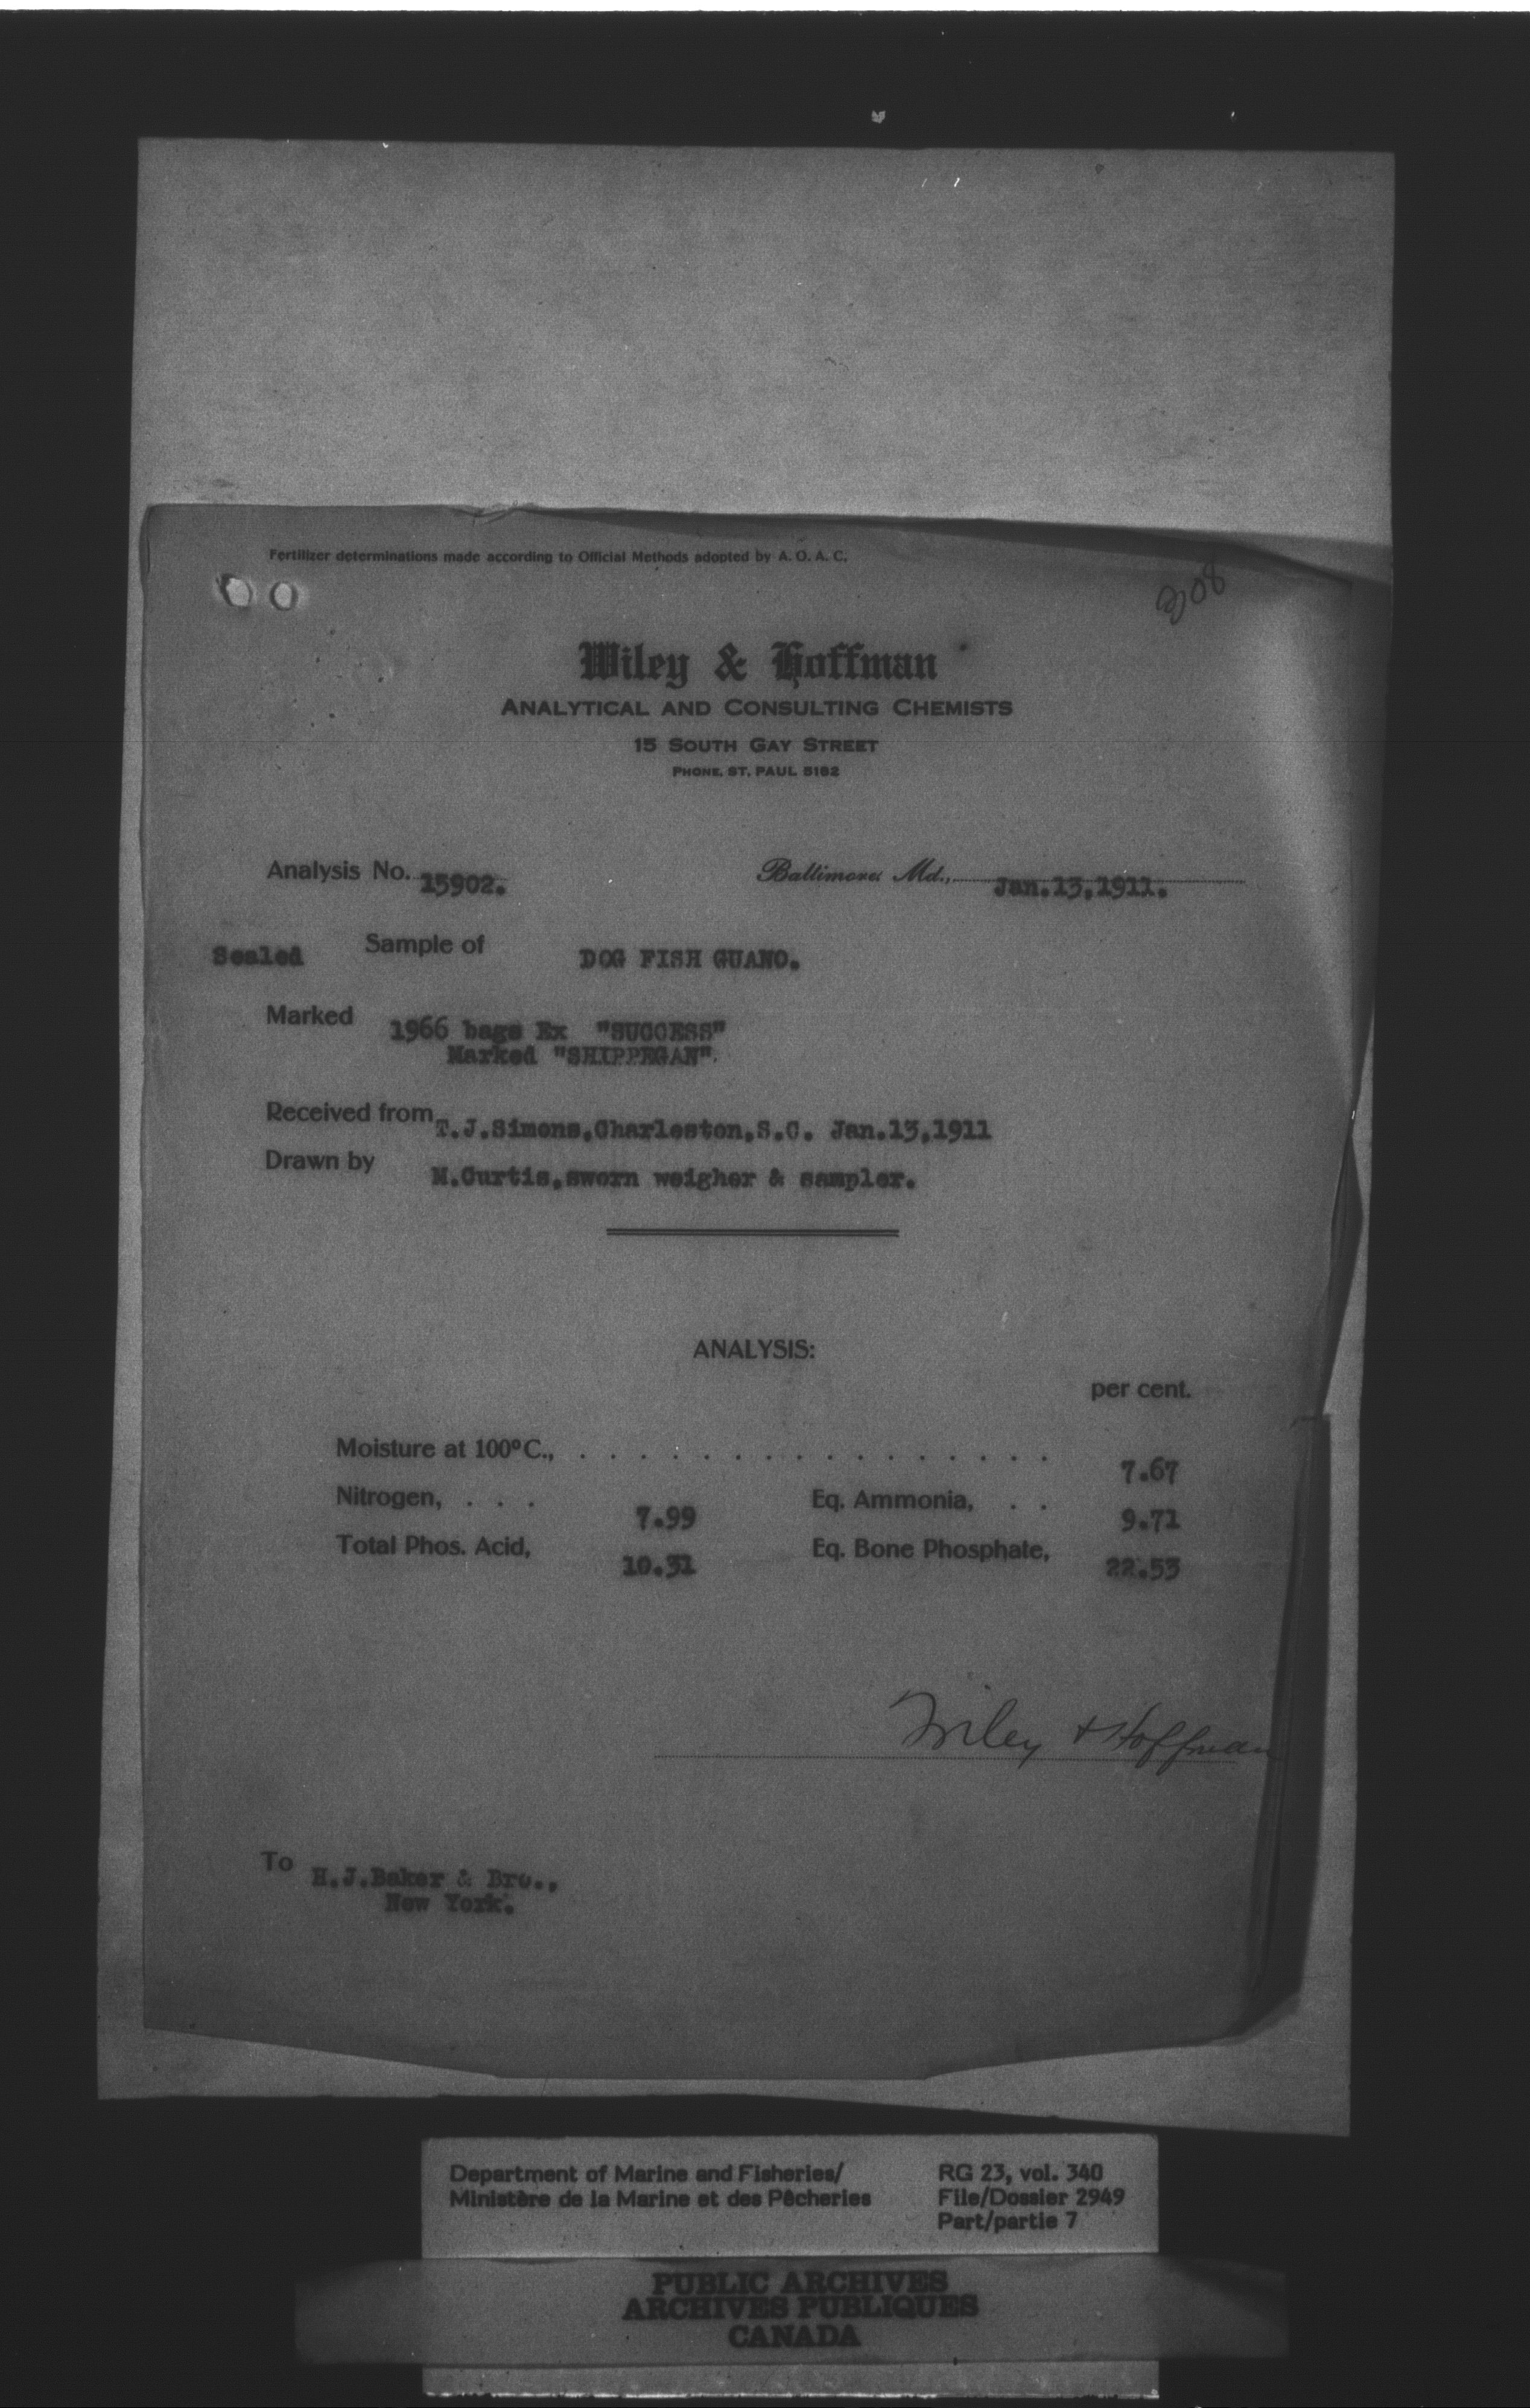 Fertilizer determinations made according to Official Methods adopted by A. O. A. C.
208
Wiley & Hoffman
ANALYTICAL AND CONSULTING CHEMISTS
15 SOUTH GAY STREET
PHONE, ST. PAUL 5182
Analysis No. 15902. Baltimore, Md., Jan.13,1911.
Sealed Sample of DOG FISH GUANO.
Marked 1966 bags Ex "SUCCESS"
Marked "SHIPPEGAN".
Received from T.J.Simons,Charleston,S.C. Jan.13,1911
Drawn by M.Curtis,sworn weigher & sampler.
ANALYSIS:
per cent.
Moisture at 100°C., . . . . . . . . . . . . . . . . 7.67
Nitrogen, . . . 7.99 Eq. Ammonia, . . 9.71
Total Phos. Acid, 10.31 Eq. Bone Phosphate, 22.53
Wiley & Hoffman
To H.J.Baker & Bro.,
New York.
Department of Marine and Fisheries/ RG 23, vol. 340
Ministère de la Marine et des Pêcheries File/Dossier 2949
Part/partie 7
PUBLIC ARCHIVES
ARCHIVES PUBLIQUES
CANADA